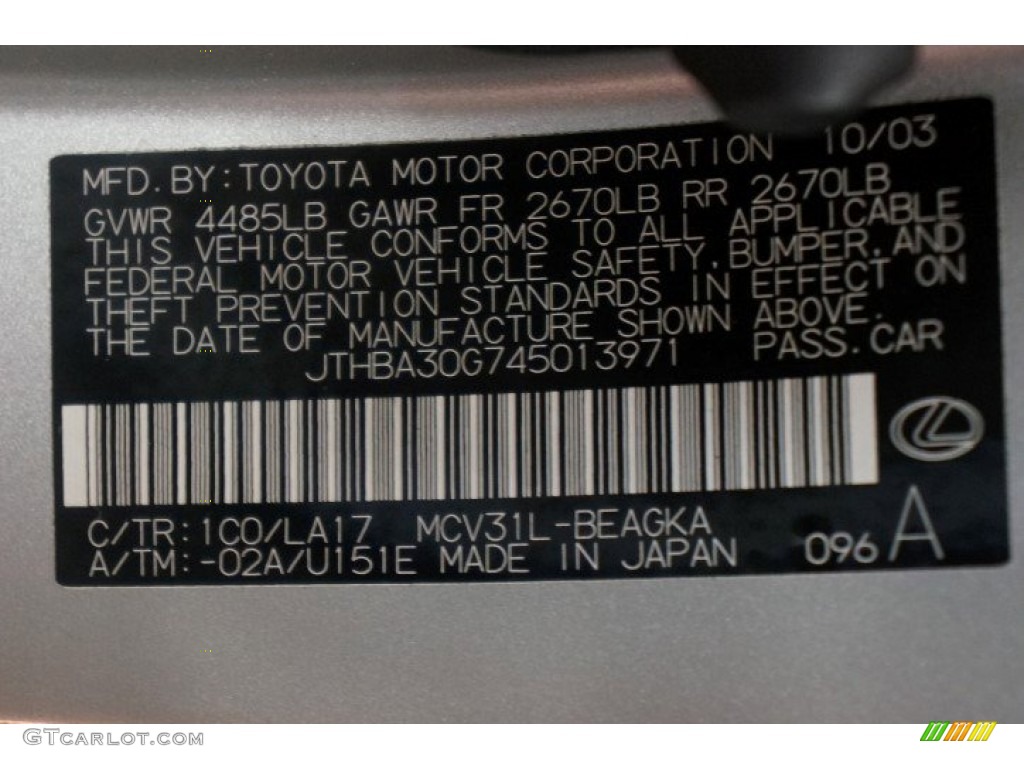 MFD. BY: TOYOTA MOTOR CORPORATION 10/03
GVWR 4485LB GAWR FR 2670LB RR 2670LB
THIS VEHICLE CONFORMS TO ALL APPLICABLE
FEDERAL MOTOR VEHICLE SAFETY, BUMPER, AND
THEFT PREVENTION STANDARDS IN EFFECT ON
THE DATE OF MANUFACTURE SHOWN ABOVE.
JTHBA30G745013971 PASS. CAR
C/TR: 1C0/LA17 MCV31L-BEAGKA
A/TM: -02A/U151E MADE IN JAPAN 096 A
GTCarlot.com